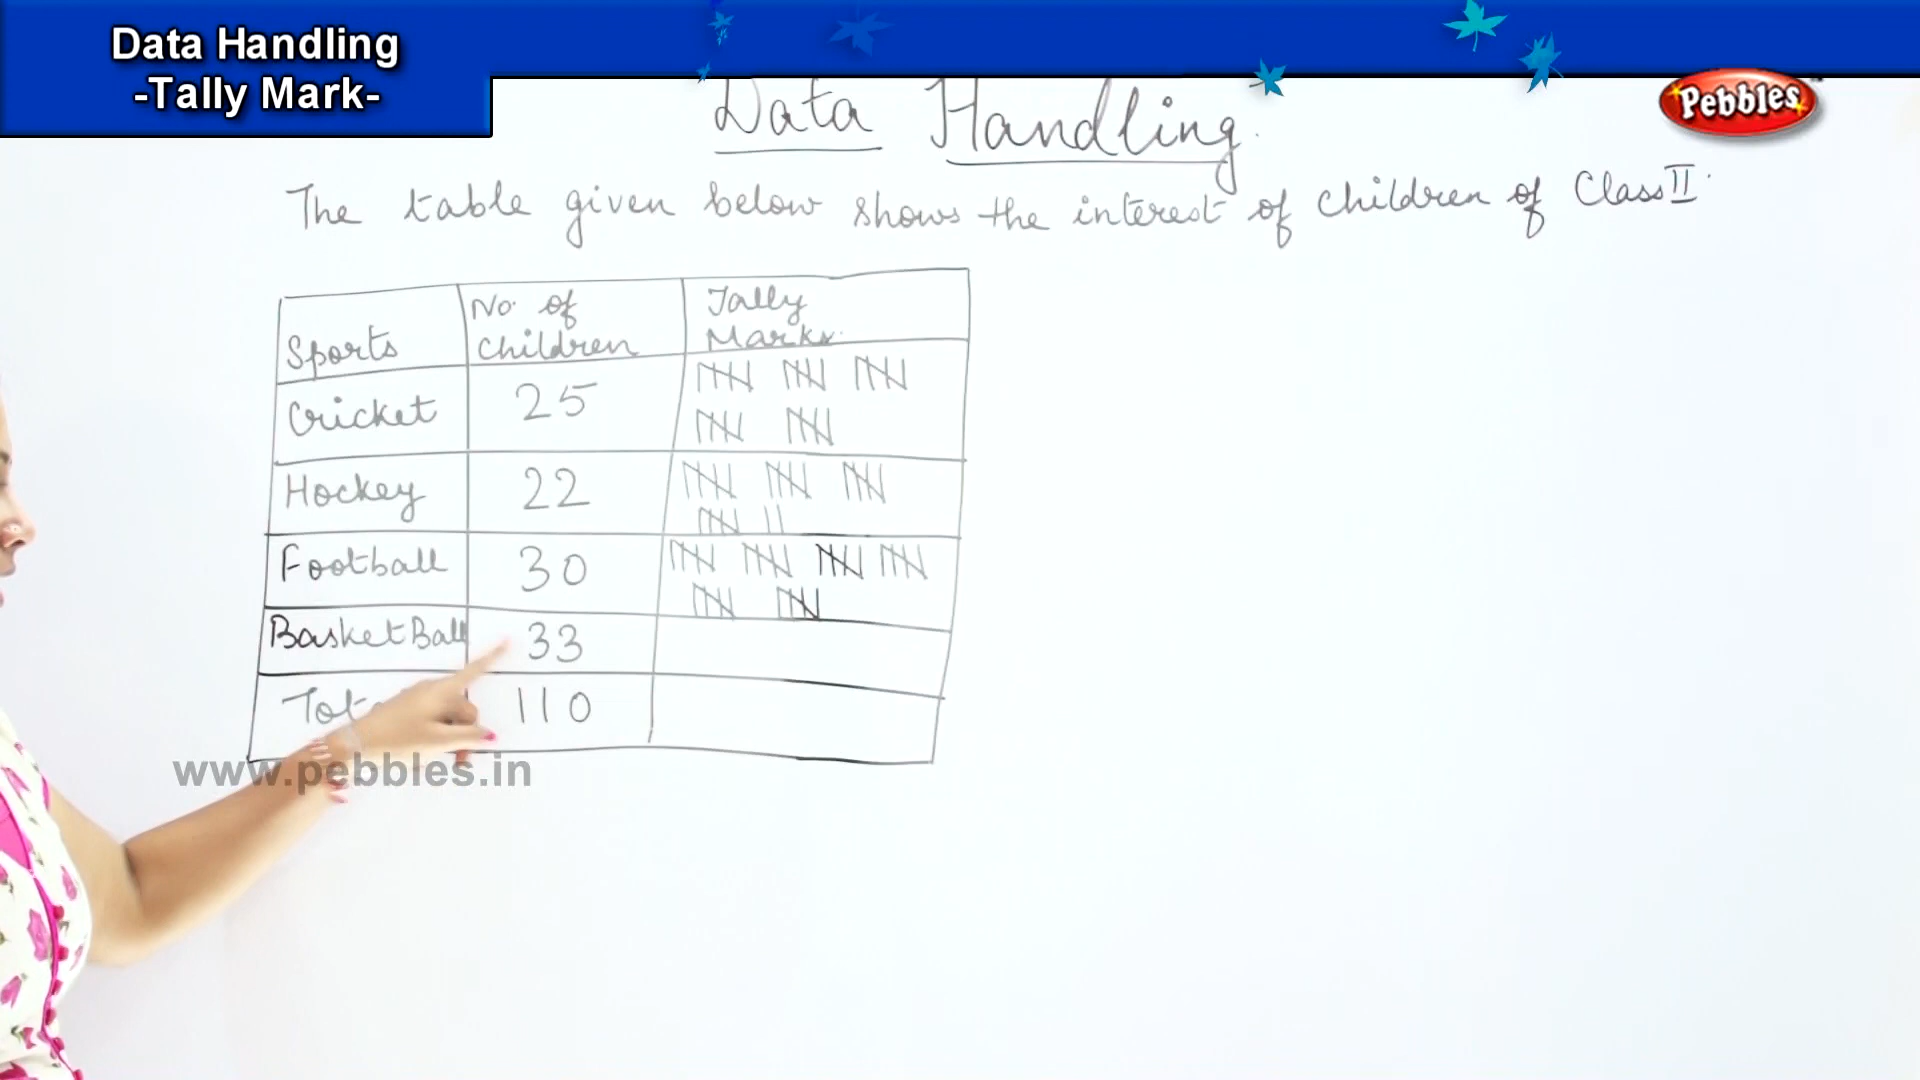 Data Handling
-Tally Mark-
Pebbles
Data Handling
The table given below shows the interest of children of Class II
Sports No. of Children Tally Marks
Cricket 25
Hockey 22
Football 30
BasketBall 33
110
www.pebbles.in